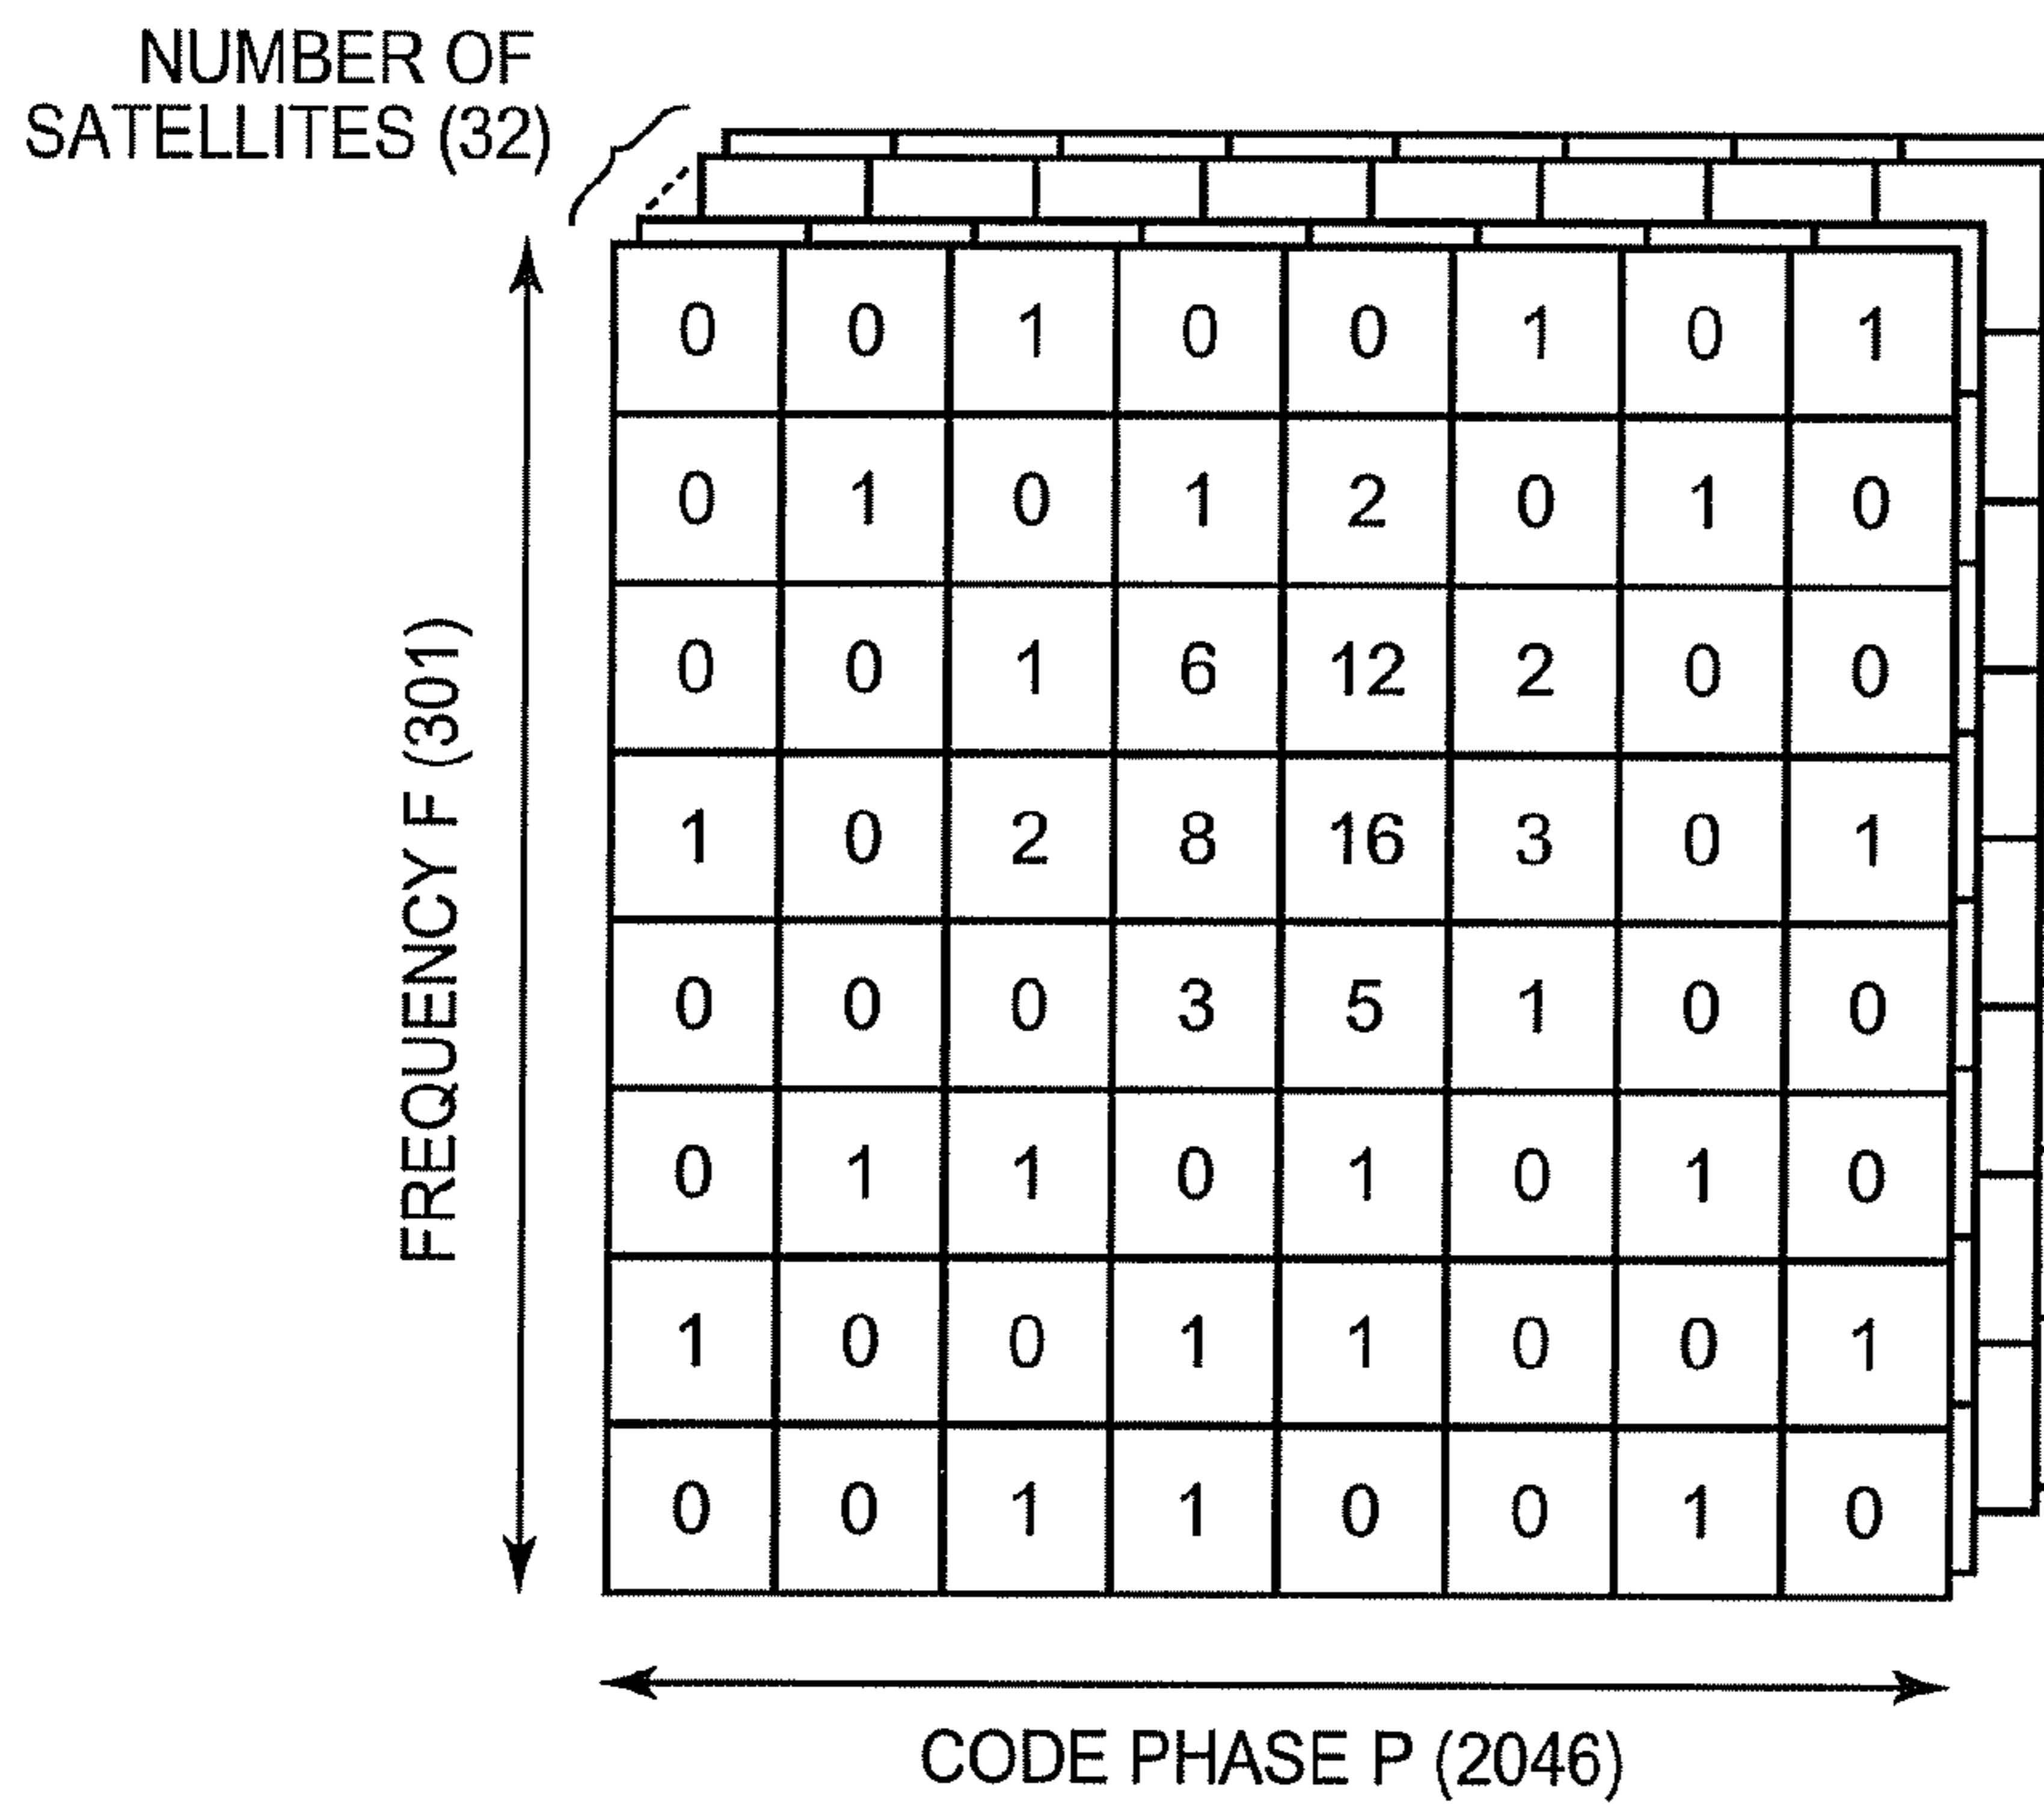 NUMBER OF
SATELLITES (32)
FREQUENCY F (301)
0 0 1 0 0 1 0 1
0 1 0 1 2 0 1 0
0 0 1 6 12 2 0 0
1 0 2 8 16 3 0 1
0 0 0 3 5 1 0 0
0 1 1 0 1 0 1 0
1 0 0 1 1 0 0 1
0 0 1 1 0 0 1 0
CODE PHASE P (2046)